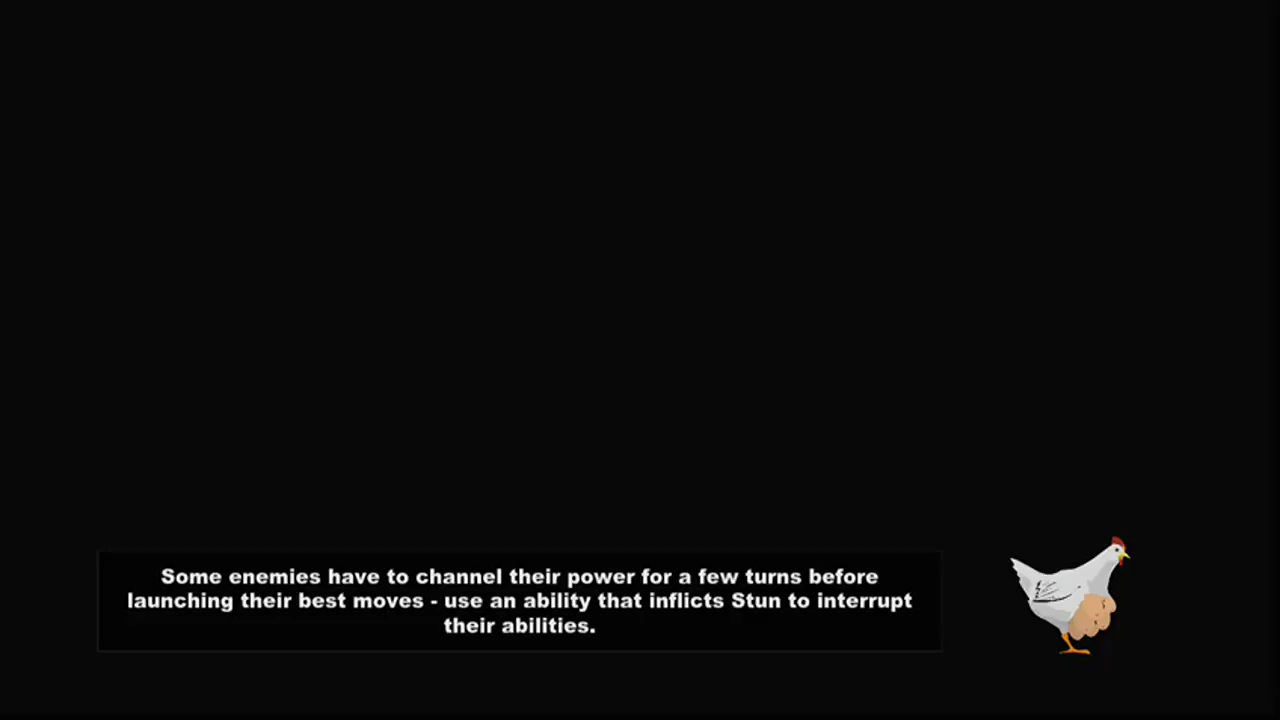 Some enemies have to channel their power for a few turns before
launching their best moves - use an ability that inflicts Stun to interrupt
their abilities.